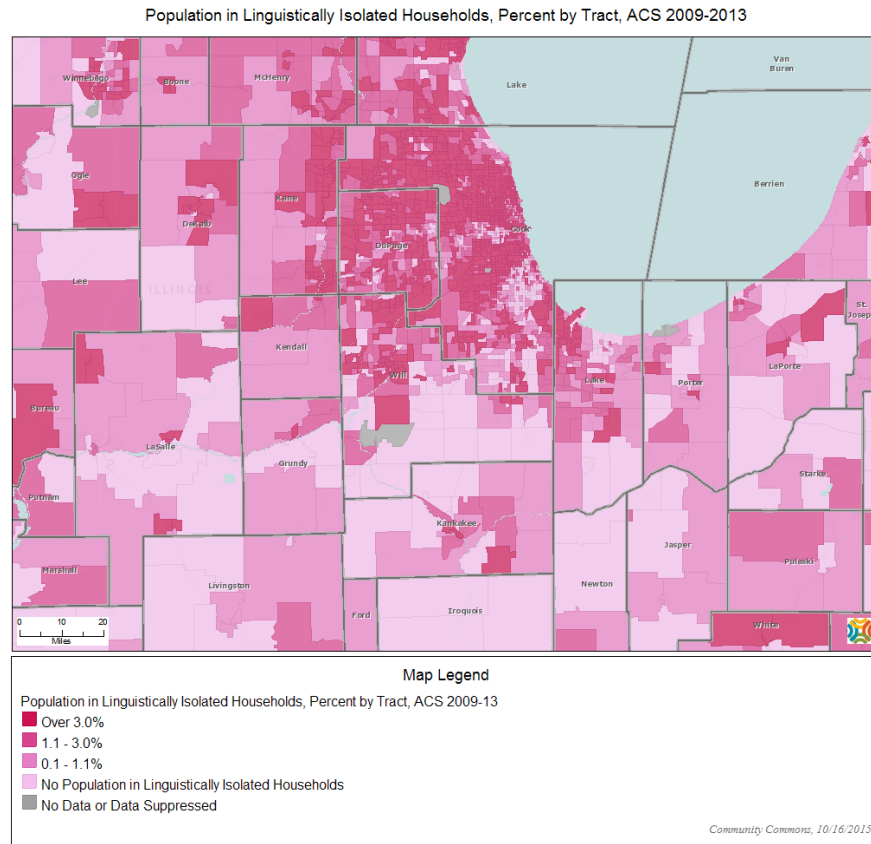 Population in Linguistically Isolated Households, Percent by Tract, ACS 2009-2013
Van
Buren
Lake
Winnebago
Boone
McHenry
Berrien
Ogle
Kane
DeKalb
Cook
DuPage
Lee
ILLINOIS
St.
Joseph
Kendall
LaPorte
Will
Lake
Porter
Bureau
LaSalle
Grundy
Starke
Putnam
Kankakee
Jasper
Marshall
Pulaski
Livingston
Newton
Ford
Iroquois
White
0 10 20
Miles
Map Legend
Population in Linguistically Isolated Households, Percent by Tract, ACS 2009-13
Over 3.0%
1.1 - 3.0%
0.1 - 1.1%
No Population in Linguistically Isolated Households
No Data or Data Suppressed
Community Commons, 10/16/2015